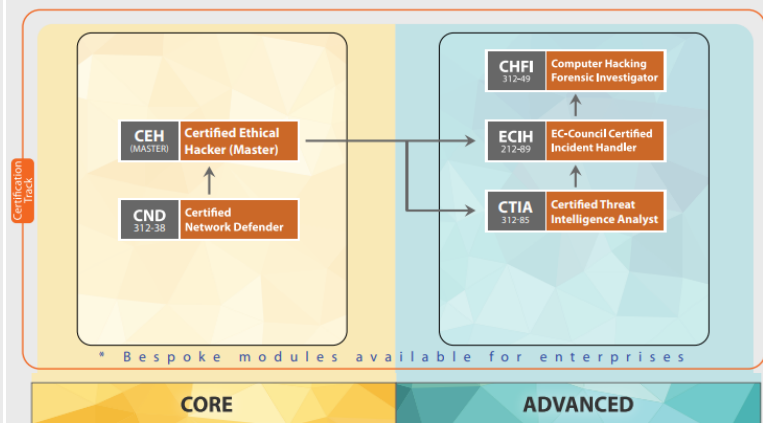 Certification
Track
CEH
(MASTER)
Certified Ethical
Hacker (Master)
CND
312-38
Certified
Network Defender
CHFI
312-49
Computer Hacking
Forensic Investigator
ECIH
212-89
EC-Council Certified
Incident Handler
CTIA
312-85
Certified Threat
Intelligence Analyst
* Bespoke modules available for enterprises
CORE
ADVANCED